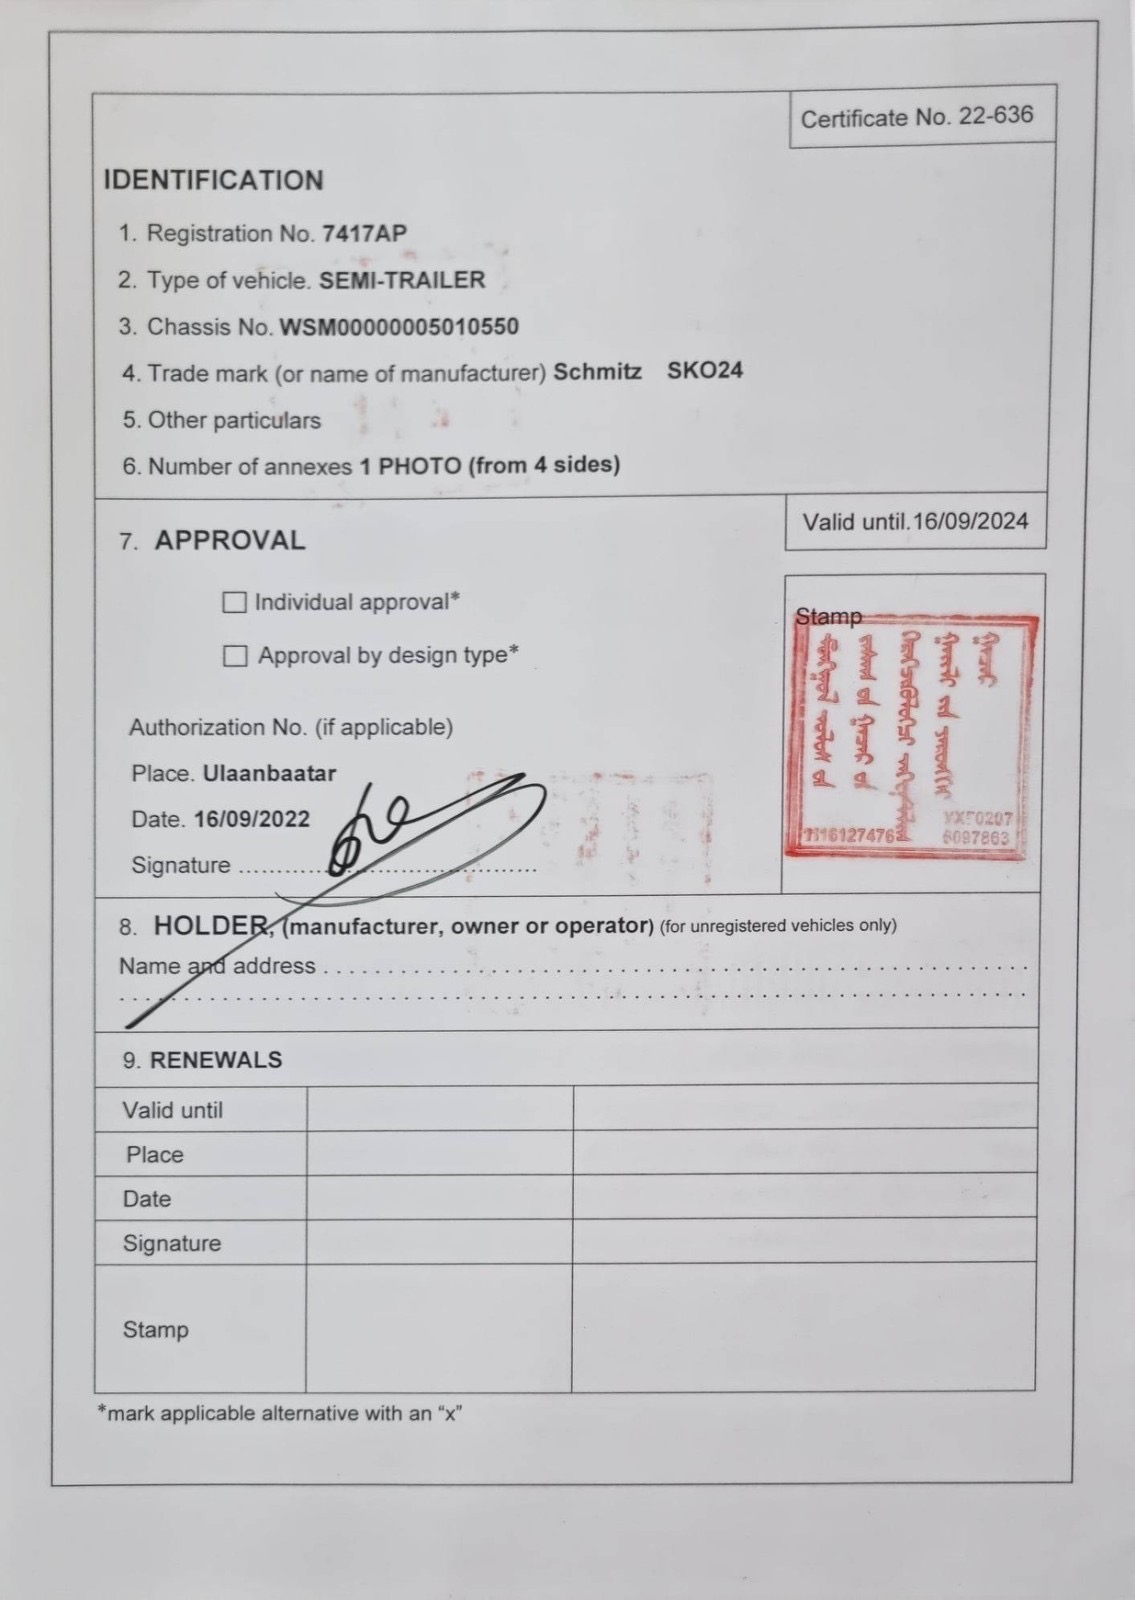 Certificate No. 22-636
IDENTIFICATION
1. Registration No. 7417AP
2. Type of vehicle. SEMI-TRAILER
3. Chassis No. WSM00000005010550
4. Trade mark (or name of manufacturer) Schmitz SKO24
5. Other particulars
6. Number of annexes 1 PHOTO (from 4 sides)
7. APPROVAL
Valid until.16/09/2024
Individual approval*
Approval by design type*
Stamp
Authorization No. (if applicable)
Place. Ulaanbaatar
Date. 16/09/2022
Signature ........................................
6097863
8. HOLDER, (manufacturer, owner or operator) (for unregistered vehicles only)
Name and address ............................................................
............................................................................
9. RENEWALS
Valid until
Place
Date
Signature
Stamp
*mark applicable alternative with an “x”